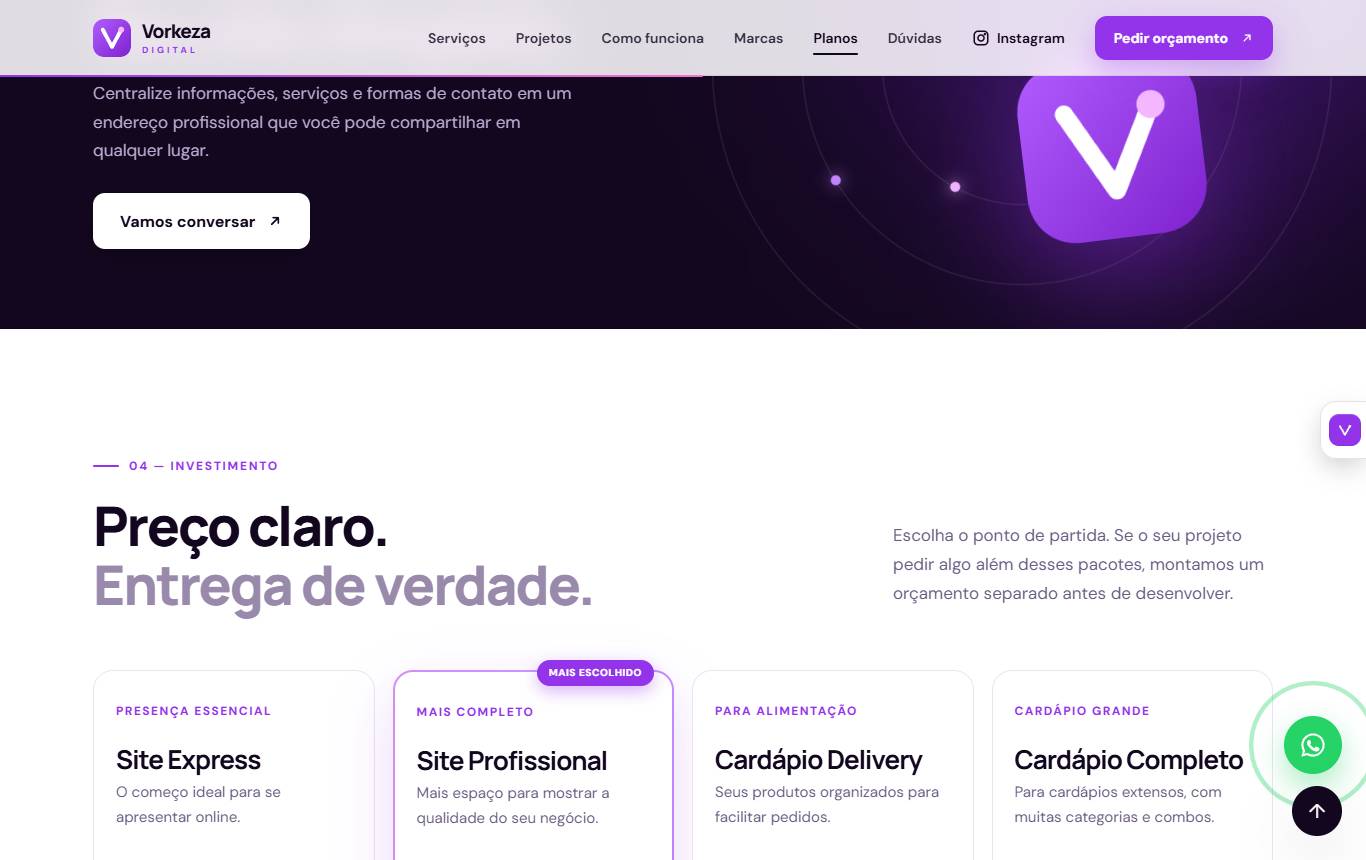 Vorkeza
DIGITAL
Serviços
Projetos
Como funciona
Marcas
Planos
Dúvidas
Instagram
Pedir orçamento
Centralize informações, serviços e formas de contato em um
endereço profissional que você pode compartilhar em
qualquer lugar.
Vamos conversar
04 — INVESTIMENTO
Preço claro.
Entrega de verdade.
Escolha o ponto de partida. Se o seu projeto
pedir algo além desses pacotes, montamos um
orçamento separado antes de desenvolver.
PRESENÇA ESSENCIAL
Site Express
O começo ideal para se
apresentar online.
MAIS ESCOLHIDO
MAIS COMPLETO
Site Profissional
Mais espaço para mostrar a
qualidade do seu negócio.
PARA ALIMENTAÇÃO
Cardápio Delivery
Seus produtos organizados para
facilitar pedidos.
CARDÁPIO GRANDE
Cardápio Completo
Para cardápios extensos, com
muitas categorias e combos.